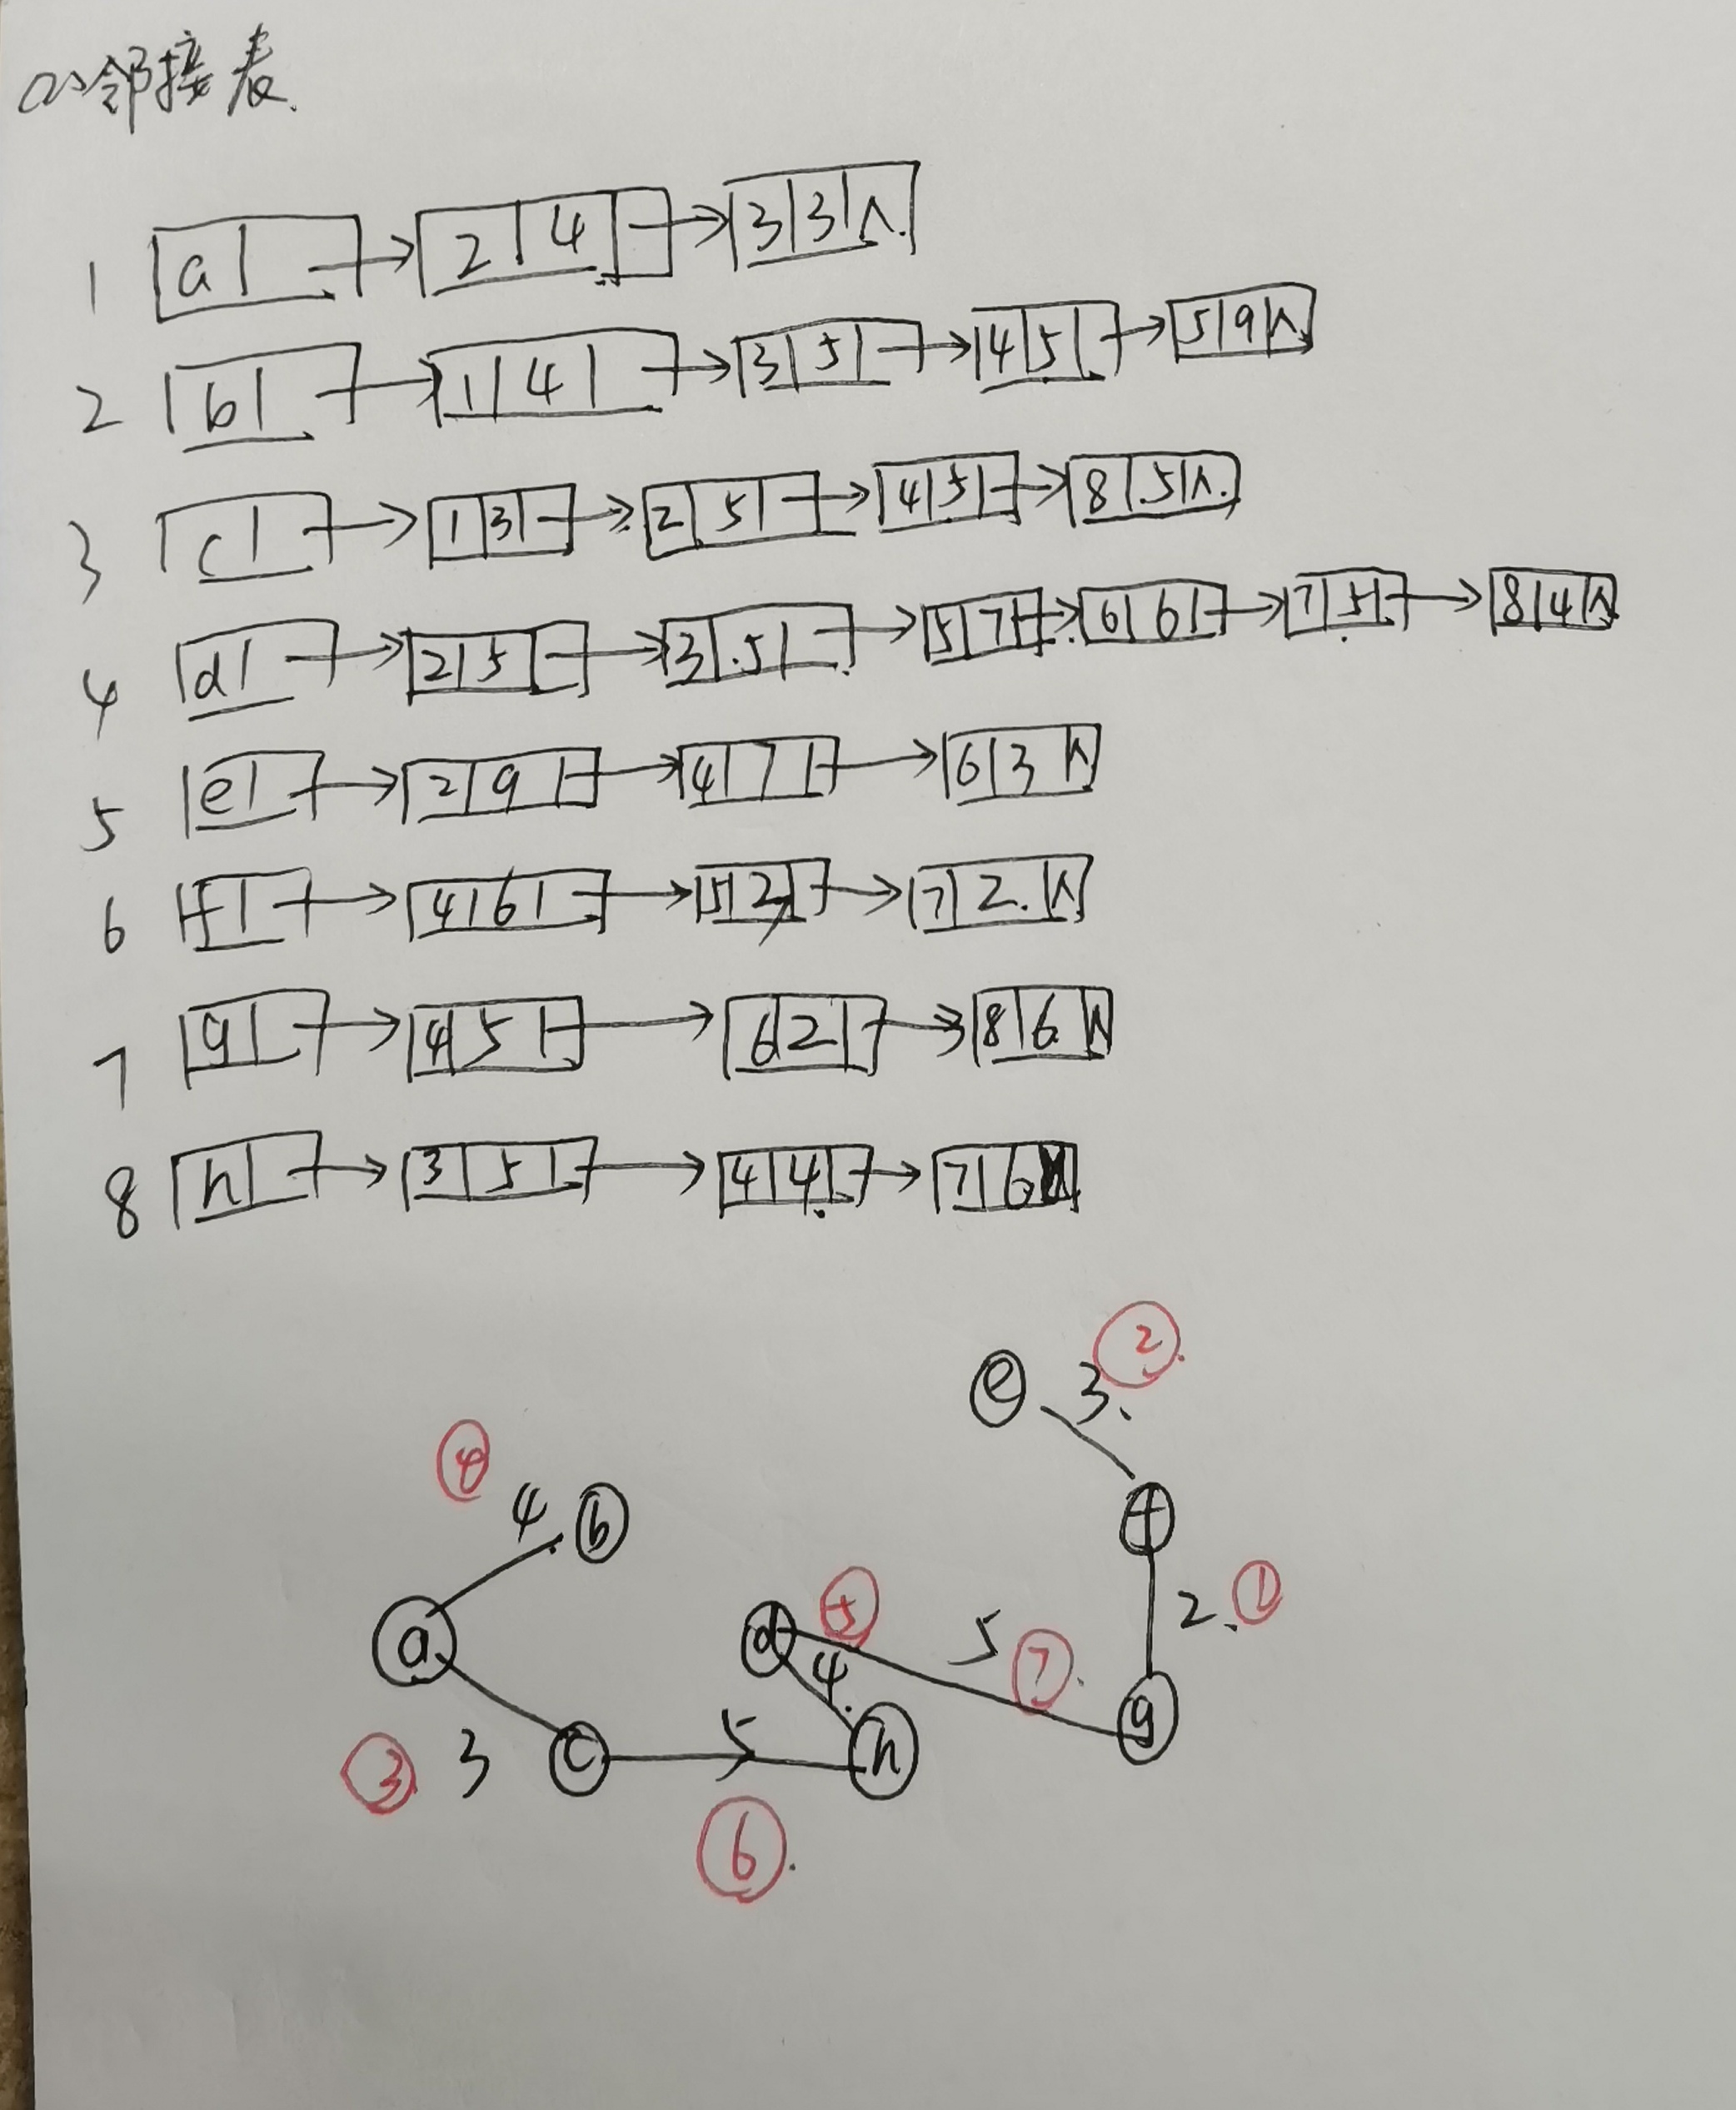 (2)邻接表.
1 a 2 4 3 3 ∧
2 b 1 4 3 5 4 5 5 9 ∧
3 c 1 3 2 5 4 5 8 5 ∧
4 d 2 5 3 5 5 7 6 6 7 5 8 4 ∧
5 e 2 9 4 7 6 3 ∧
6 f 4 6 5 7 2 ∧
7 g 4 5 6 2 8 6 ∧
8 h 3 5 4 4 7 6
② 
e 3
④
4 b f
a d ⑤ 4 5 ⑦ 2 ①
③ 3 c 5 h g
⑥